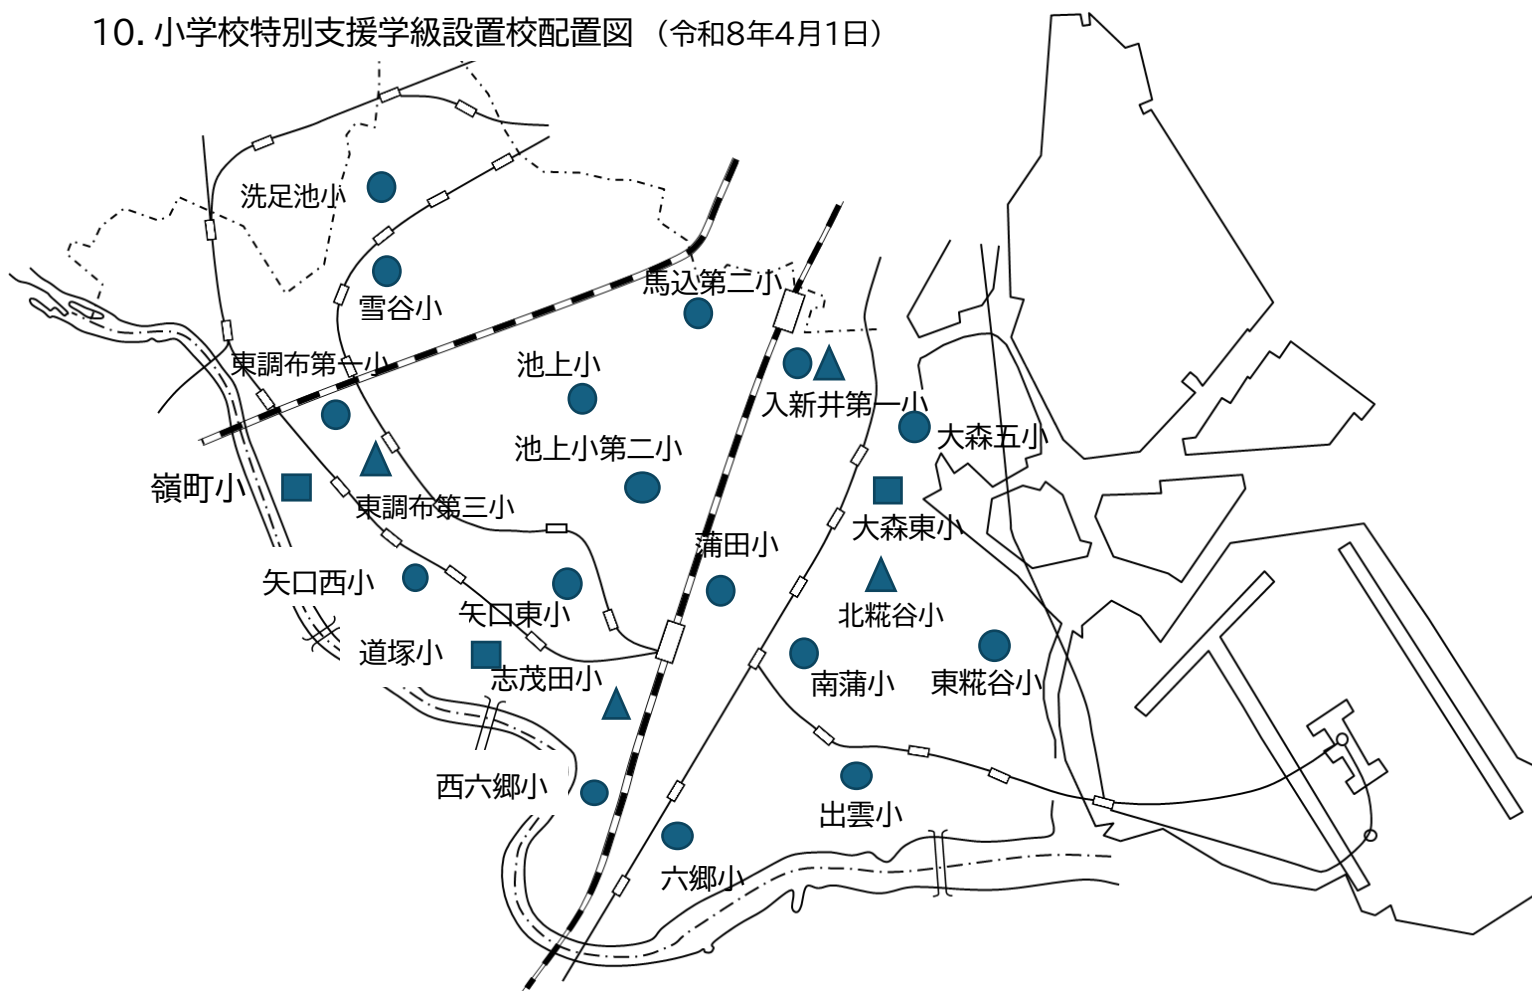 10. 小学校特別支援学級設置校配置図 （令和8年4月1日）
洗足池小
雪谷小
馬込第二小
東調布第一小
池上小
入新井第一小
大森五小
池上小第二小
嶺町小
東調布第三小
大森東小
蒲田小
矢口西小
矢口東小
北糀谷小
道塚小
志茂田小
南蒲小
東糀谷小
西六郷小
出雲小
六郷小